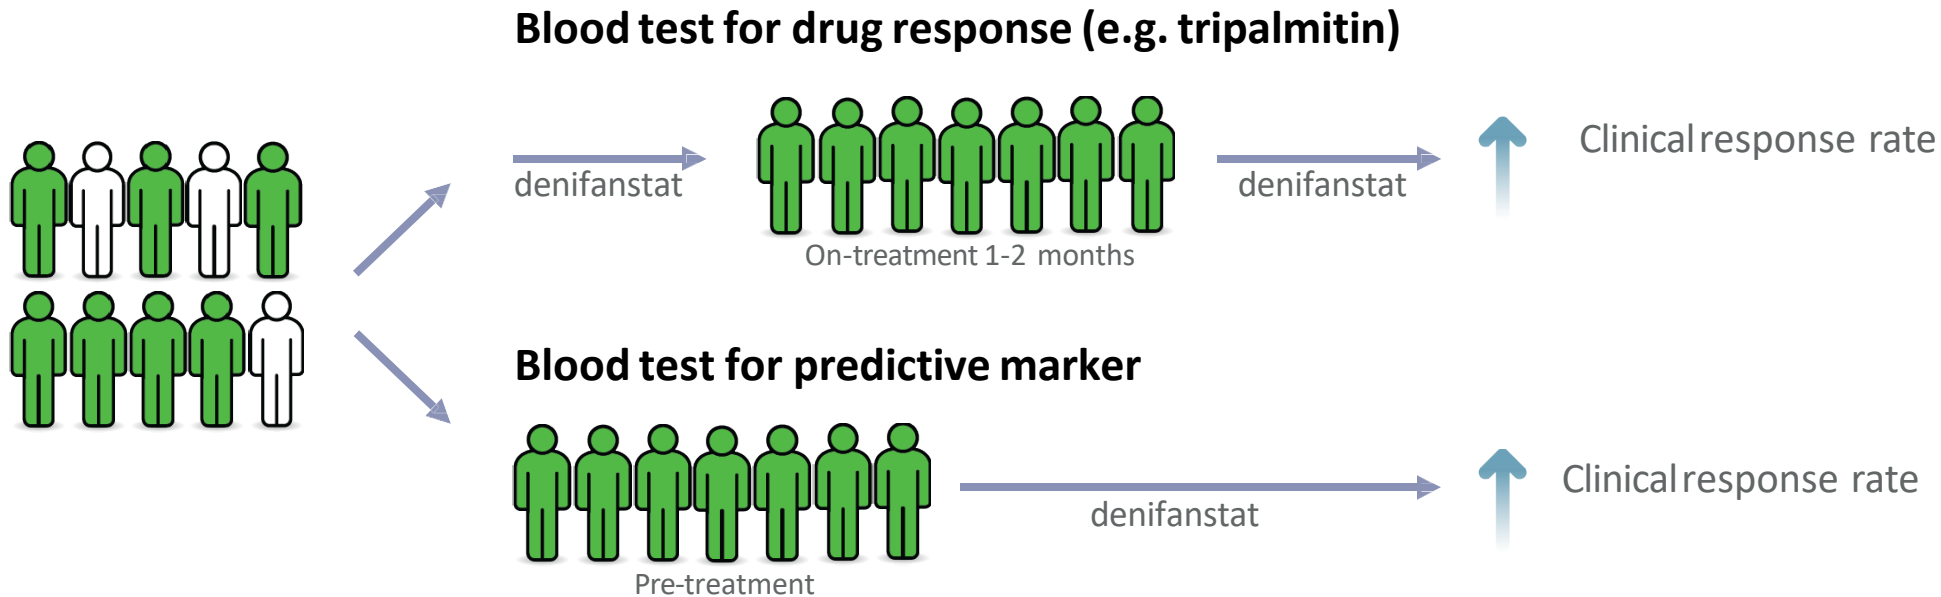 Blood test for drug response (e.g. tripalmitin)
denifanstat
On-treatment 1-2 months
denifanstat
Clinical response rate
Blood test for predictive marker
Pre-treatment
denifanstat
Clinical response rate